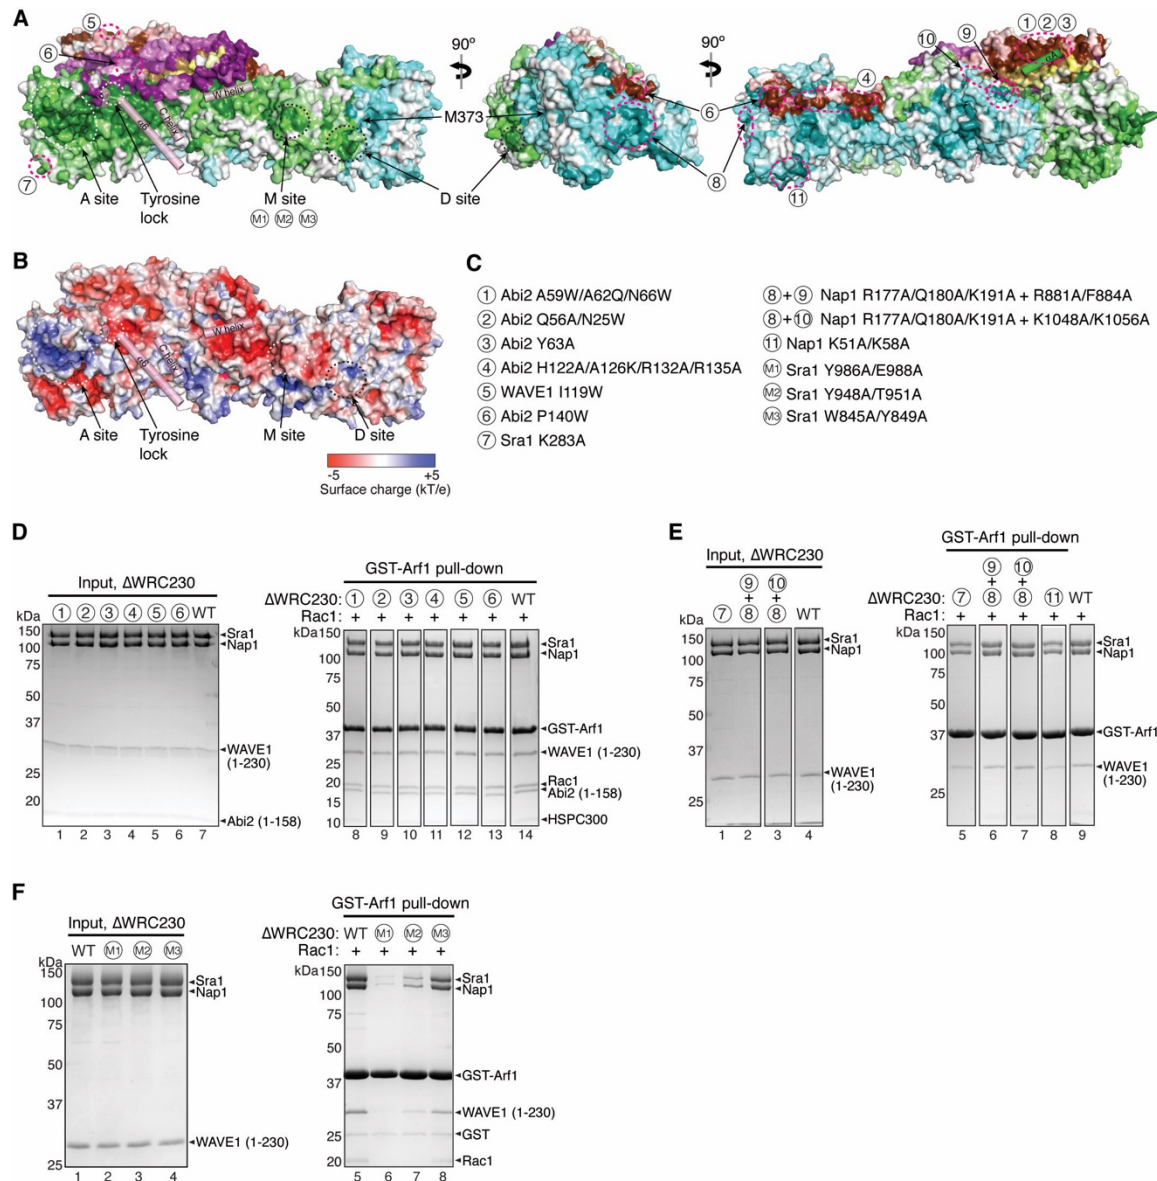 A
⑤
⑥
⑦
A site
Tyrosine
lock
α6
C helix
W helix
M site
Ⓜ1 Ⓜ2 Ⓜ3
D site
M373
90º
⑥
⑧
90º
④
⑩ ⑨
① ② ③
αA
⑪
B
W helix
C helix
α6
A site
Tyrosine
lock
M site
D site
-5 +5
Surface charge (kT/e)
C
① Abi2 A59W/A62Q/N66W
② Abi2 Q56A/N25W
③ Abi2 Y63A
④ Abi2 H122A/A126K/R132A/R135A
⑤ WAVE1 I119W
⑥ Abi2 P140W
⑦ Sra1 K283A
⑧+⑨ Nap1 R177A/Q180A/K191A + R881A/F884A
⑧+⑩ Nap1 R177A/Q180A/K191A + K1048A/K1056A
⑪ Nap1 K51A/K58A
M1 Sra1 Y986A/E988A
M2 Sra1 Y948A/T951A
M3 Sra1 W845A/Y849A
D
Input, ΔWRC230
① ② ③ ④ ⑤ ⑥ WT
kDa
150
100
75
50
37
25
20
Sra1
Nap1
WAVE1
(1-230)
Abi2 (1-158)
1 2 3 4 5 6 7
GST-Arf1 pull-down
ΔWRC230: ① ② ③ ④ ⑤ ⑥ WT
Rac1: + + + + + + +
kDa
150
100
75
50
37
25
20
15
10
Sra1
Nap1
GST-Arf1
WAVE1 (1-230)
Rac1
Abi2 (1-158)
HSPC300
8 9 10 11 12 13 14
E
Input, ΔWRC230
⑨ ⑩
+ +
⑦ ⑧ ⑧ WT
kDa
150
100
75
50
37
25
Sra1
Nap1
WAVE1
(1-230)
1 2 3 4
GST-Arf1 pull-down
⑨ ⑩
+ +
ΔWRC230: ⑦ ⑧ ⑧ ⑪ WT
Rac1: + + + + +
kDa
150
100
75
50
37
25
Sra1
Nap1
GST-Arf1
WAVE1
(1-230)
5 6 7 8 9
F
Input, ΔWRC230
WT M1 M2 M3
kDa
150
100
75
50
37
25
Sra1
Nap1
WAVE1 (1-230)
1 2 3 4
GST-Arf1 pull-down
ΔWRC230: WT M1 M2 M3
Rac1: + + + +
kDa
150
100
75
50
37
25
20
Sra1
Nap1
GST-Arf1
WAVE1 (1-230)
GST
Rac1
5 6 7 8